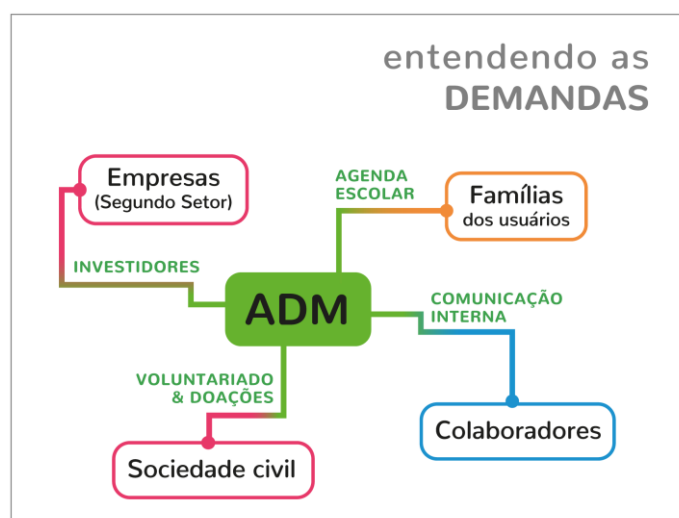 entendendo as
DEMANDAS
Empresas
(Segundo Setor)
AGENDA
ESCOLAR
Famílias
dos usuários
INVESTIDORES
ADM
COMUNICAÇÃO
INTERNA
VOLUNTARIADO
& DOAÇÕES
Colaboradores
Sociedade civil